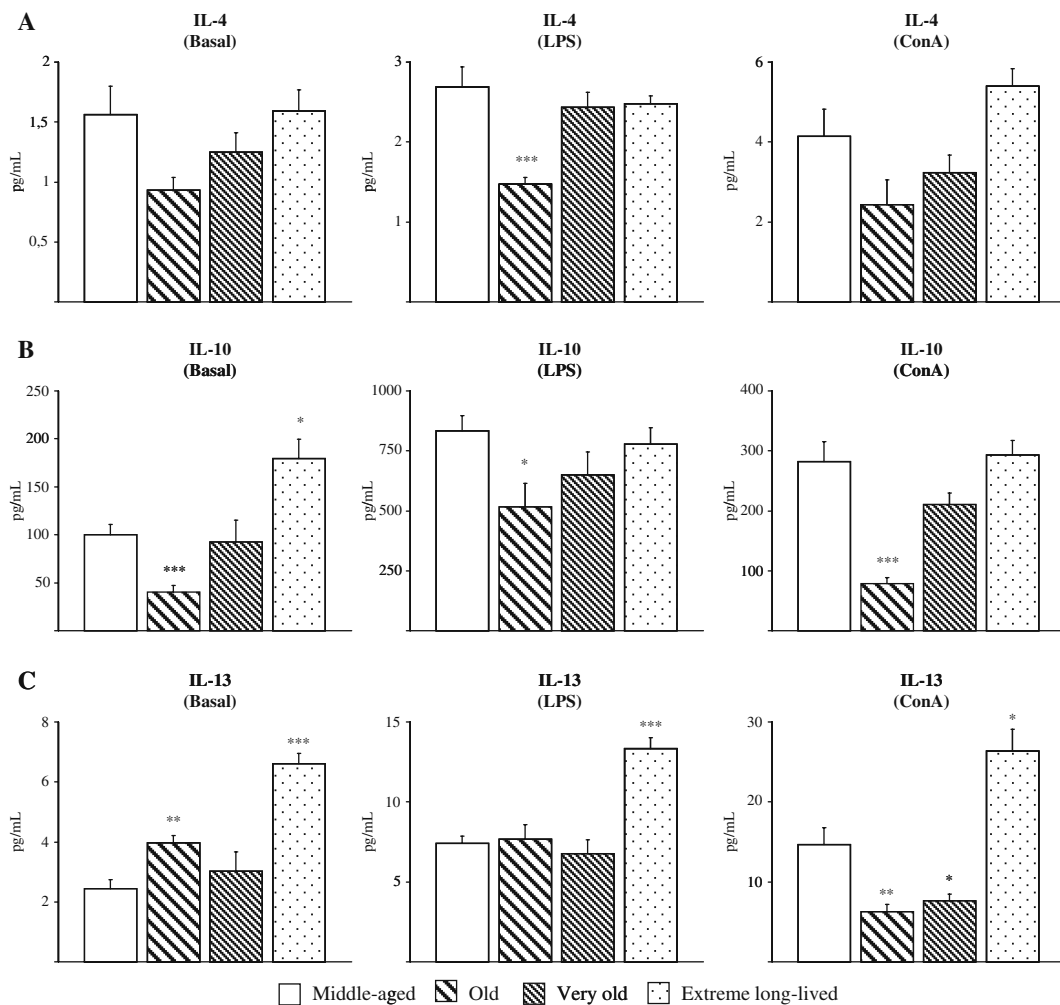 A
IL-4
(Basal)
IL-4
(LPS)
IL-4
(ConA)
pg/mL
2
1,5
1
0,5
pg/mL
3
2
1
***
pg/mL
6
4
2
B
IL-10
(Basal)
IL-10
(LPS)
IL-10
(ConA)
pg/mL
250
200
150
100
50
***
*
pg/mL
1000
750
500
250
*
pg/mL
400
300
200
100
***
C
IL-13
(Basal)
IL-13
(LPS)
IL-13
(ConA)
pg/mL
8
6
4
2
**
***
pg/mL
15
10
5
***
pg/mL
30
20
10
**
*
*
Middle-aged Old Very old Extreme long-lived